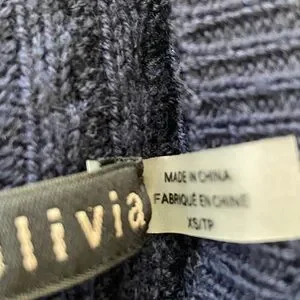 livia
MADE IN CHINA
FABRIQUÉ EN CHINE
XS/TP